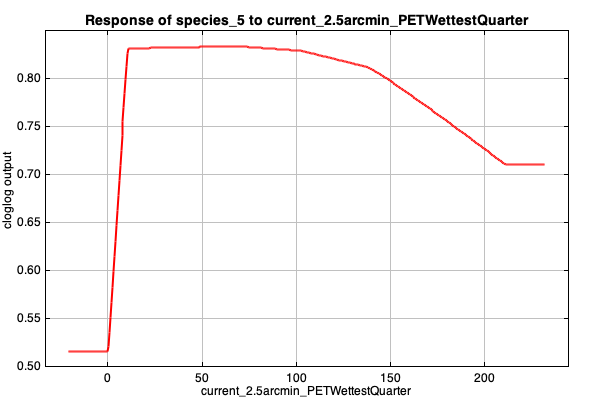 Response of species_5 to current_2.5arcmin_PETWettestQuarter
cloglog output
0.80
0.75
0.70
0.65
0.60
0.55
0.50
0 50 100 150 200
current_2.5arcmin_PETWettestQuarter